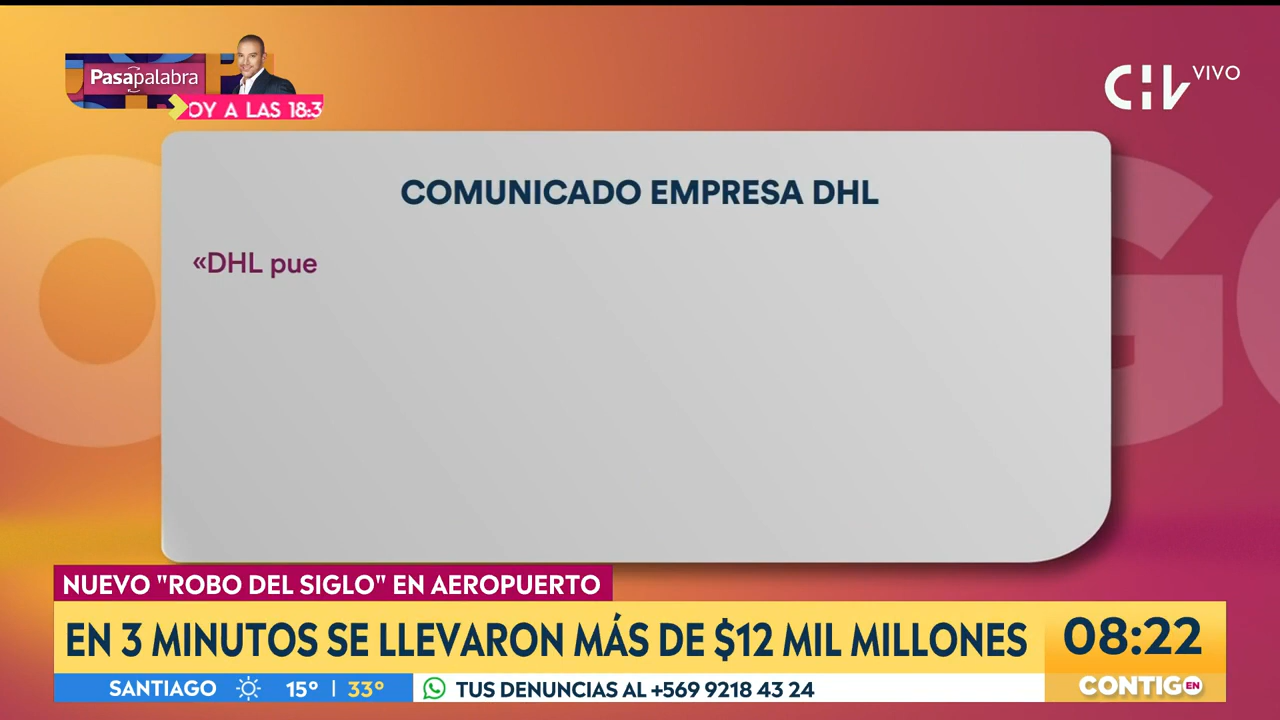 Pasapalabra
OY A LAS 18:3
CHV VIVO
COMUNICADO EMPRESA DHL
«DHL pue
NUEVO "ROBO DEL SIGLO" EN AEROPUERTO
EN 3 MINUTOS SE LLEVARON MÁS DE $12 MIL MILLONES
08:22
SANTIAGO 15° | 33°
TUS DENUNCIAS AL +569 9218 43 24
CONTIGO EN